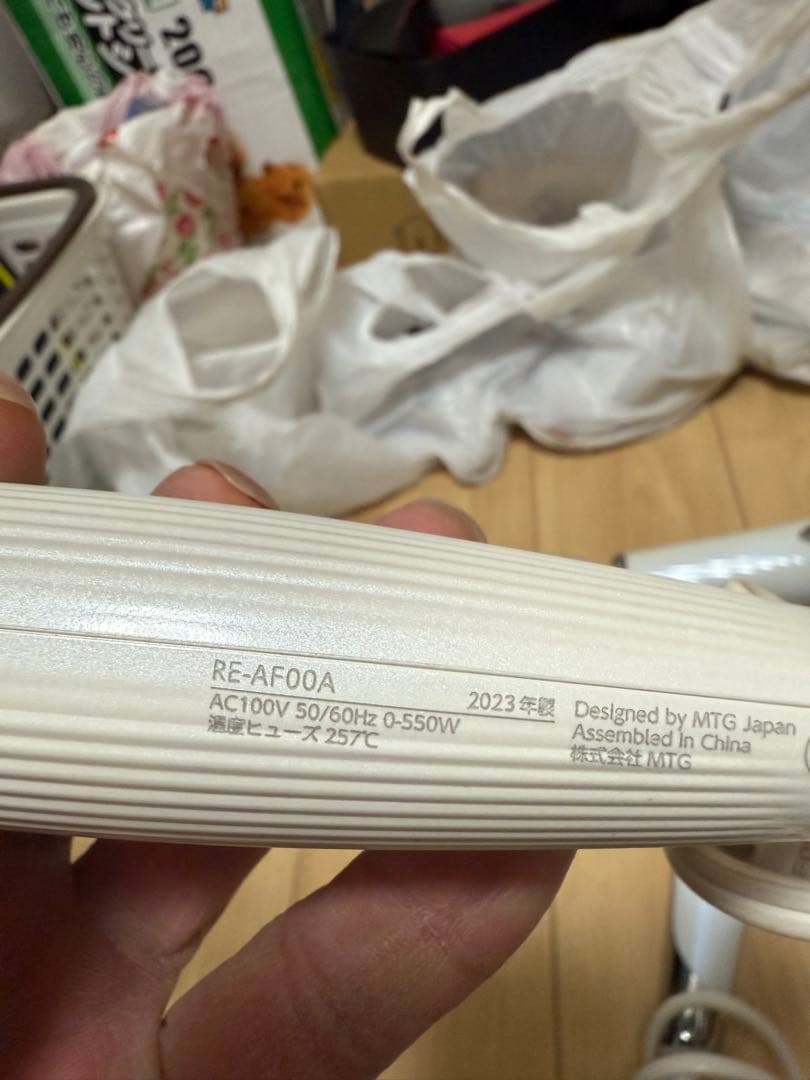 200
RE-AF00A
2023年製
AC100V 50/60Hz 0-550W
温度ヒューズ 257℃
Designed by MTG Japan
Assembled in China
株式会社 MTG